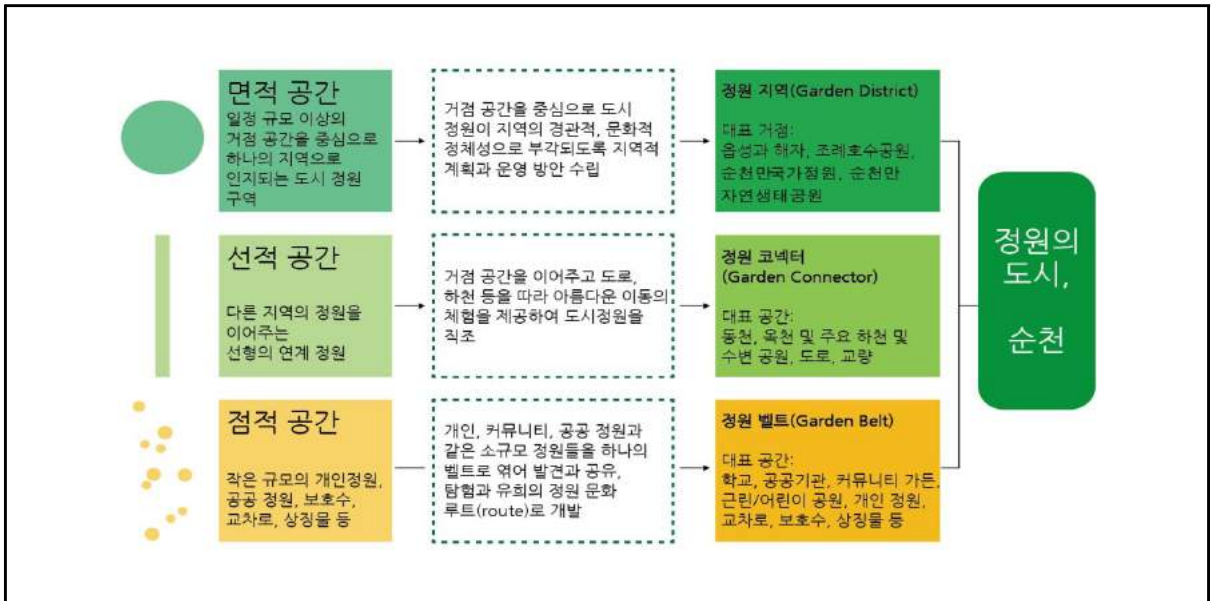 면적 공간
일정 규모 이상의
거점 공간을 중심으로
하나의 지역으로
인지되는 도시 정원
구역
거점 공간을 중심으로 도시
정원이 지역의 경관적, 문화적
정체성으로 부각되도록 지역적
계획과 운영 방안 수립
정원 지역(Garden District)
대표 거점:
읍성과 해자, 조례호수공원,
순천만국가정원, 순천만
자연생태공원
선적 공간
다른 지역의 정원을
이어주는
선형의 연계 정원
거점 공간을 이어주고 도로,
하천 등을 따라 아름다운 이동의
체험을 제공하여 도시정원을
직조
정원 코넥터
(Garden Connector)
대표 공간:
동천, 옥천 및 주요 하천 및
수변 공원, 도로, 교량
점적 공간
작은 규모의 개인정원,
공공 정원, 보호수,
교차로, 상징물 등
개인, 커뮤니티, 공공 정원과
같은 소규모 정원들을 하나의
벨트로 엮어 발견과 공유,
탐험과 유희의 정원 문화
루트(route)로 개발
정원 벨트(Garden Belt)
대표 공간:
학교, 공공기관, 커뮤니티 가든,
근린/어린이 공원, 개인 정원,
교차로, 보호수, 상징물 등
정원의
도시,
순천